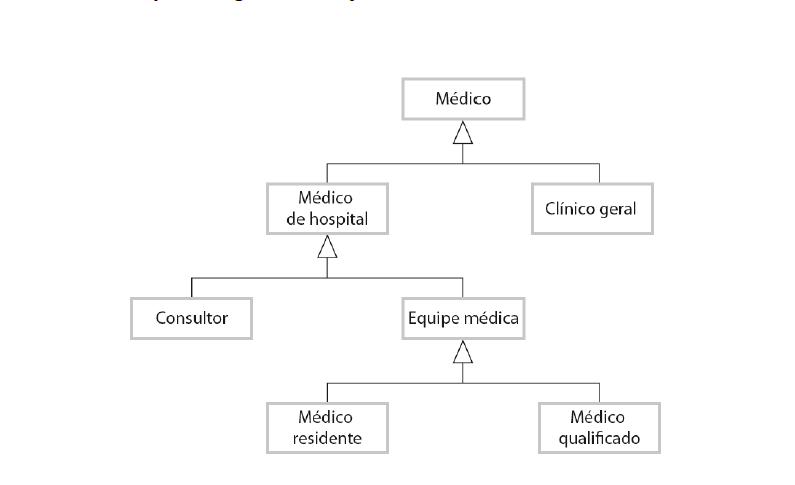 Médico
Médico
de hospital
Clínico geral
Consultor
Equipe médica
Médico
residente
Médico
qualificado